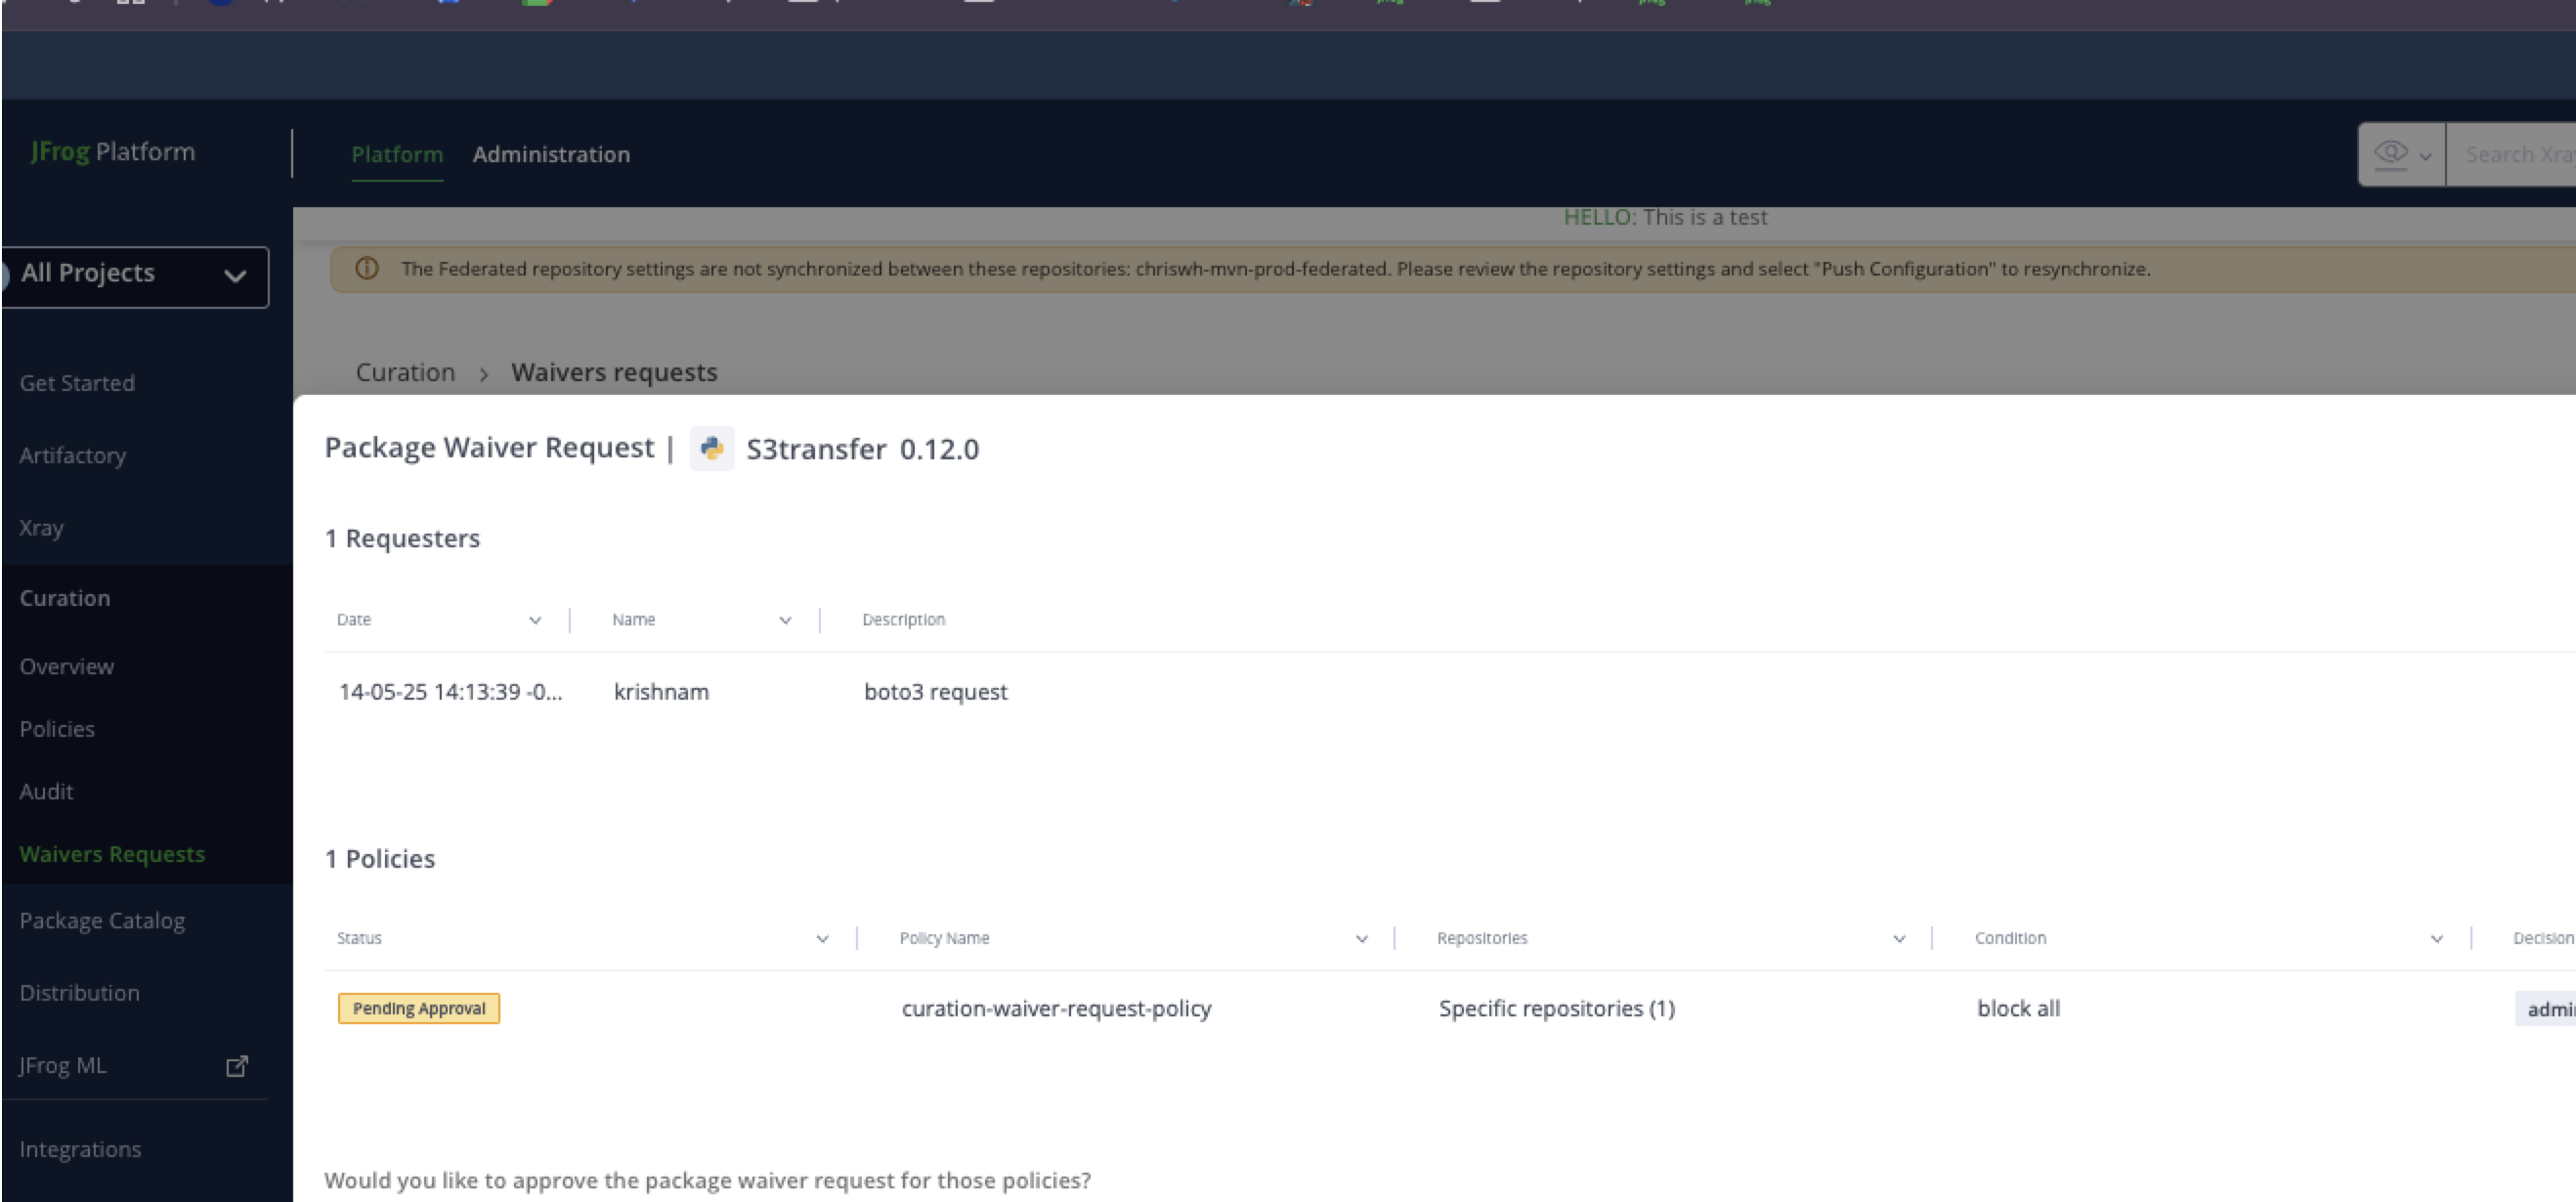 JFrog Platform
Platform Administration
Search Xra
HELLO: This is a test
All Projects
The Federated repository settings are not synchronized between these repositories: chriswh-mvn-prod-federated. Please review the repository settings and select "Push Configuration" to resynchronize.
Curation > Waivers requests
Get Started
Artifactory
Xray
Curation
Overview
Policies
Audit
Waivers Requests
Package Catalog
Distribution
JFrog ML
Integrations
Package Waiver Request | S3transfer 0.12.0
1 Requesters
Date Name Description
14-05-25 14:13:39 -0... krishnam boto3 request
1 Policies
Status Policy Name Repositories Condition Decision
Pending Approval curation-waiver-request-policy Specific repositories (1) block all admi
Would you like to approve the package waiver request for those policies?